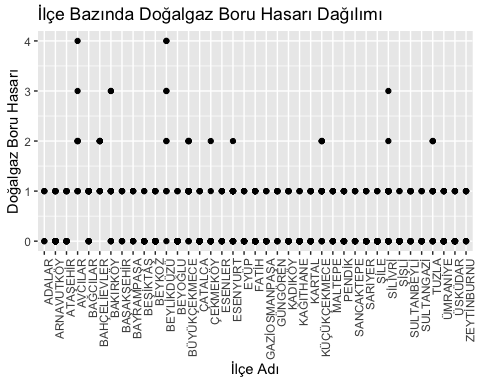 İlçe Bazında Doğalgaz Boru Hasarı Dağılımı
Doğalgaz Boru Hasarı
4
3
2
1
0
ADALAR
ARNAVUTKÖY
ATAŞEHİR
AVCILAR
BAĞCILAR
BAHÇELİEVLER
BAKIRKÖY
BAŞAKŞEHİR
BAYRAMPAŞA
BEŞİKTAŞ
BEYKOZ
BEYLİKDÜZÜ
BEYOĞLU
BÜYÜKÇEKMECE
ÇATALCA
ÇEKMEKÖY
ESENLER
ESENYURT
EYÜP
FATİH
GAZİOSMANPAŞA
GÜNGÖREN
KADIKÖY
KAĞITHANE
KARTAL
KÜÇÜKÇEKMECE
MALTEPE
PENDİK
SANCAKTEPE
SARIYER
ŞİLE
SİLİVRİ
ŞİŞLİ
SULTANBEYLİ
SULTANGAZİ
TUZLA
ÜMRANİYE
ÜSKÜDAR
ZEYTİNBURNU
İlçe Adı